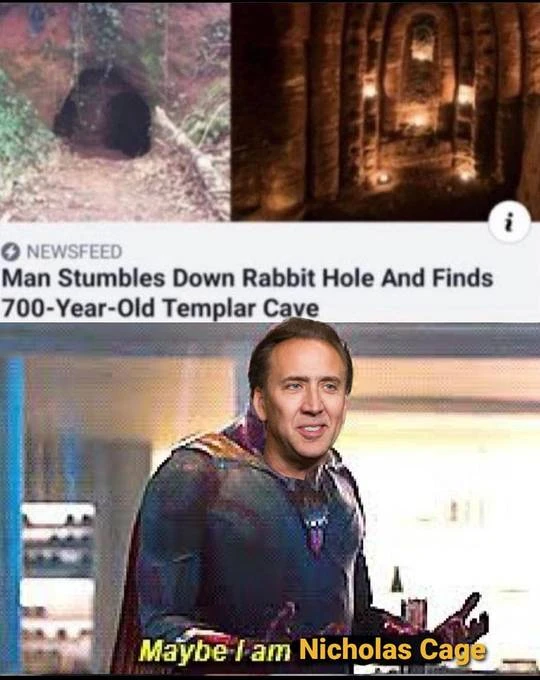 NEWSFEED
Man Stumbles Down Rabbit Hole And Finds
700-Year-Old Templar Cave
Maybe I am Nicholas Cage